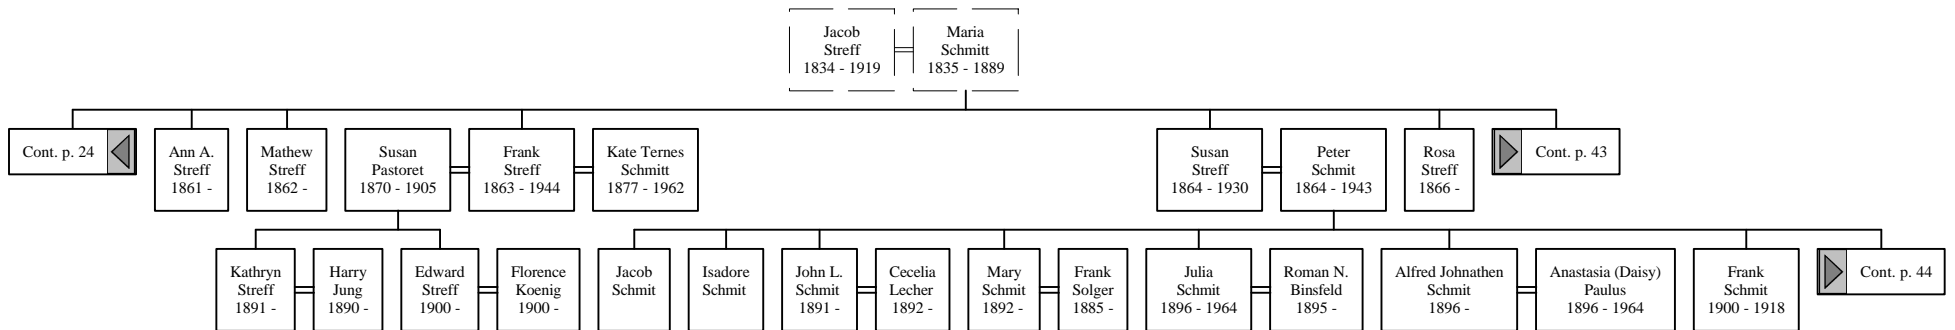 Jacob
Streff
1834 - 1919
Maria
Schmitt
1835 - 1889
Cont. p. 24
Ann A.
Streff
1861 -
Mathew
Streff
1862 -
Susan
Pastoret
1870 - 1905
Frank
Streff
1863 - 1944
Kate Ternes
Schmitt
1877 - 1962
Susan
Streff
1864 - 1930
Peter
Schmit
1864 - 1943
Rosa
Streff
1866 -
Cont. p. 43
Kathryn
Streff
1891 -
Harry
Jung
1890 -
Edward
Streff
1900 -
Florence
Koenig
1900 -
Jacob
Schmit
Isadore
Schmit
John L.
Schmit
1891 -
Cecelia
Lecher
1892 -
Mary
Schmit
1892 -
Frank
Solger
1885 -
Julia
Schmit
1896 - 1964
Roman N.
Binsfeld
1895 -
Alfred Johnathen
Schmit
1896 -
Anastasia (Daisy)
Paulus
1896 - 1964
Frank
Schmit
1900 - 1918
Cont. p. 44